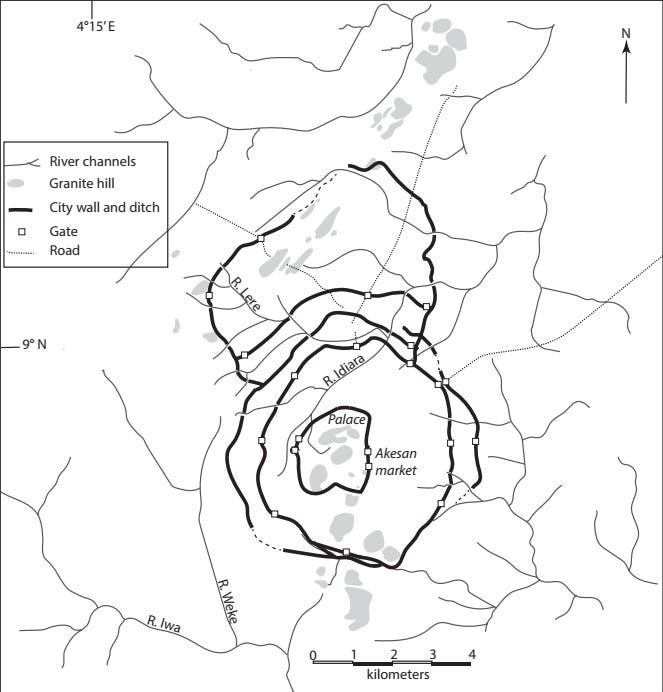 4°15′ E
N
River channels
Granite hill
City wall and ditch
Gate
Road
R. Lere
9° N
R. Idiara
Palace
Akesan
market
R. Weke
R. Iwa
0 1 2 3 4
kilometers